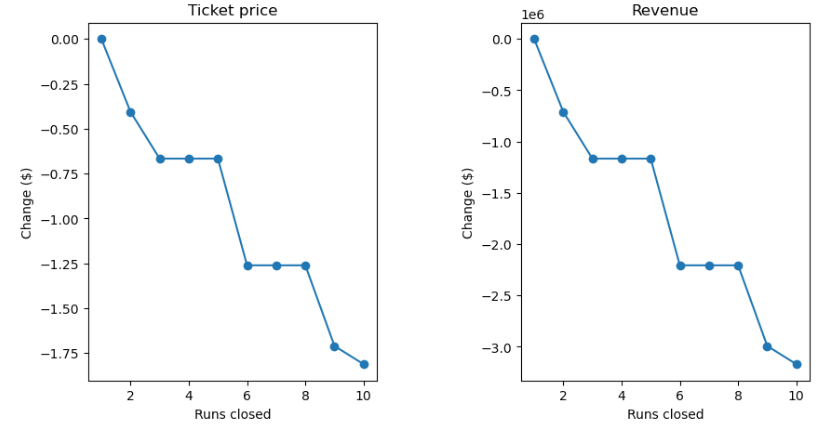 Ticket price
0.00
−0.25
−0.50
−0.75
−1.00
−1.25
−1.50
−1.75
Change ($)
2 4 6 8 10
Runs closed
Revenue
1e6
0.0
−0.5
−1.0
−1.5
−2.0
−2.5
−3.0
Change ($)
2 4 6 8 10
Runs closed